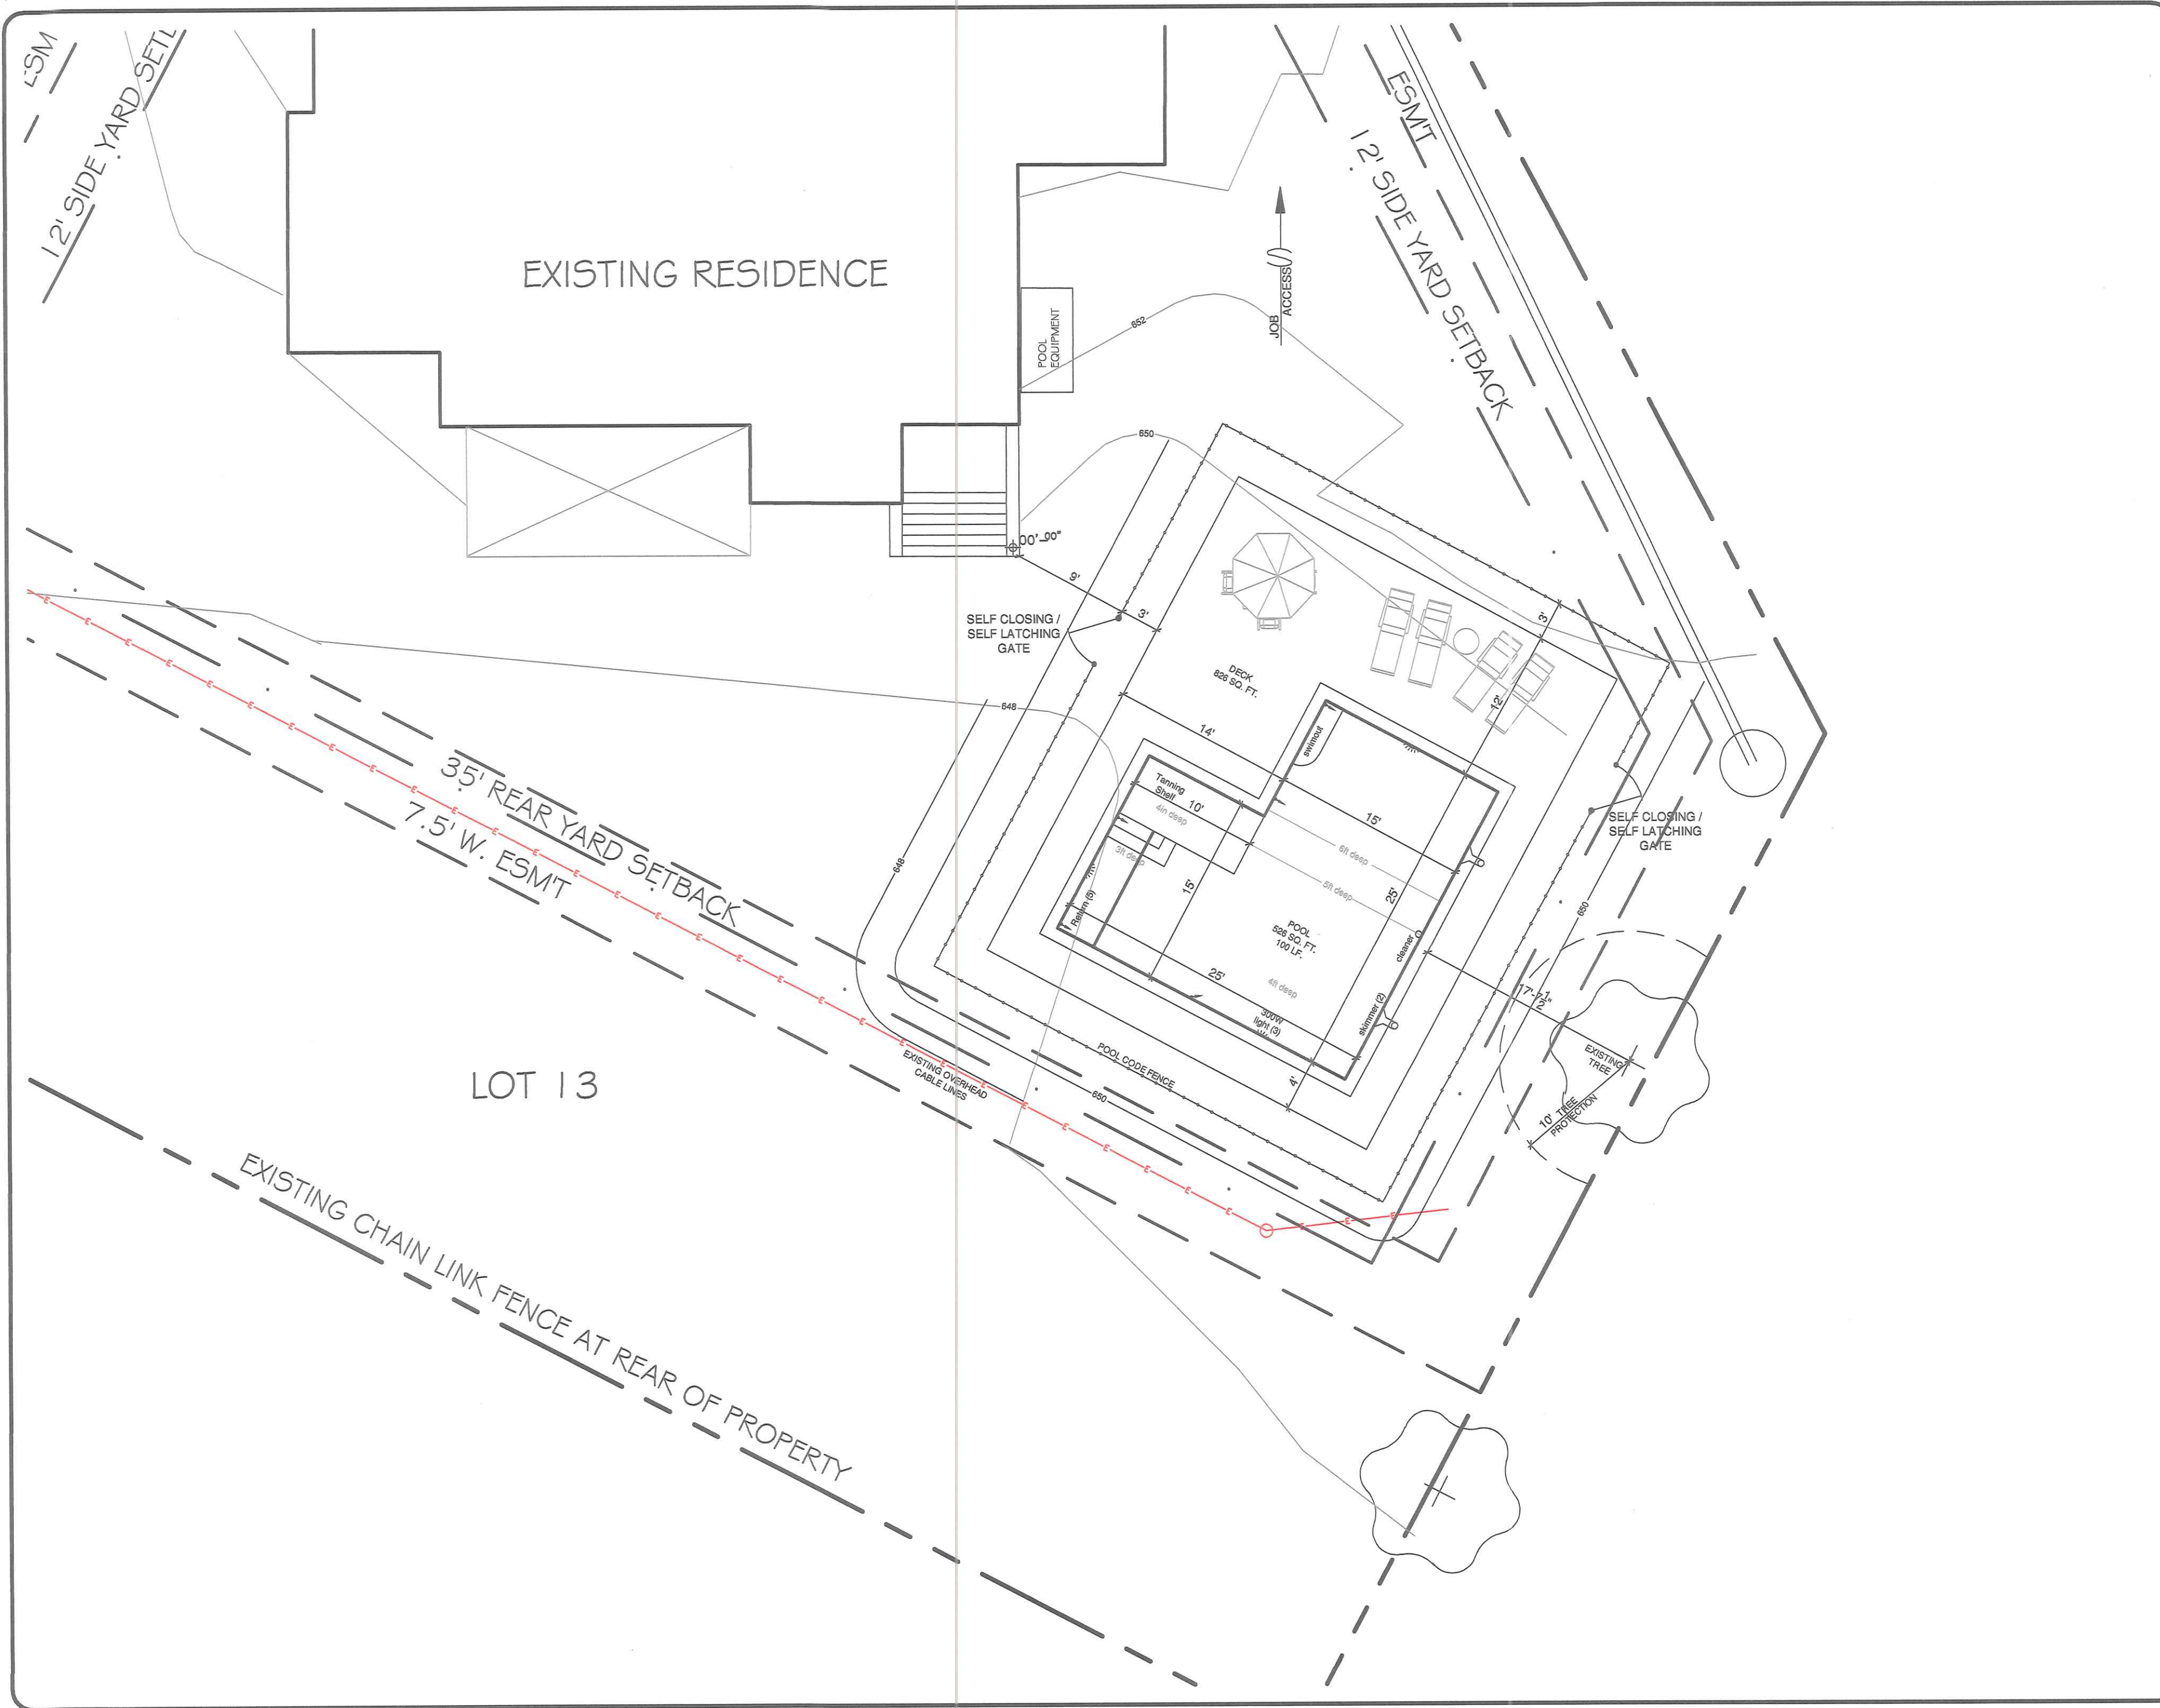 ESM
12' SIDE YARD SET
ESM'T
12' SIDE YARD SETBACK
EXISTING RESIDENCE
JOB
ACCESS(S)
POOL
EQUIPMENT
652
650
00'-00"
9'
3'
3'
SELF CLOSING /
SELF LATCHING
GATE
DECK
826 SQ. FT.
12'
648
14'
swimout
Tanning
Shelf
10'
4in deep
15'
3ft deep
6ft deep
5ft deep
15'
25'
Return (3)
POOL
526 SQ. FT.
100 LF.
cleaner
25'
4ft deep
300W
light (3)
skimmer (2)
4'
SELF CLOSING /
SELF LATCHING
GATE
648
650
17'-7 1/2"
EXISTING
TREE
10' TREE
PROTECTION
35' REAR YARD SETBACK
7.5' W. ESM'T
E E E E E E E E E E E E E E E E E E E E E E E E E E E E E E E E E
EXISTING OVERHEAD
CABLE LINES
POOL CODE FENCE
650
LOT 13
EXISTING CHAIN LINK FENCE AT REAR OF PROPERTY